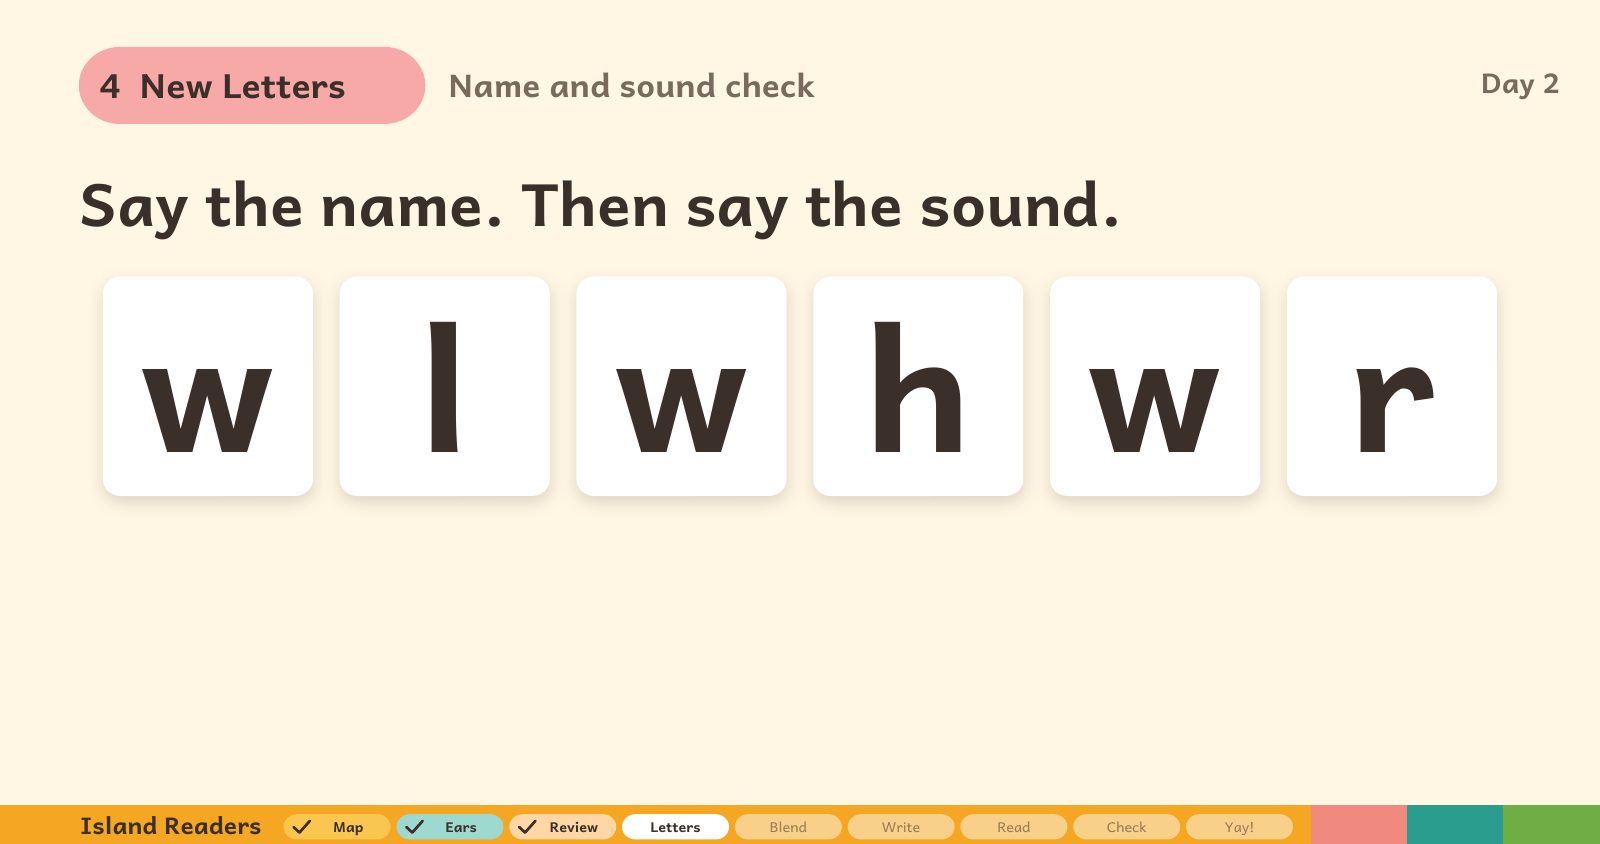 4 New Letters
Name and sound check
Day 2
Say the name. Then say the sound.
w l w h w r
Island Readers Map Ears Review Letters Blend Write Read Check Yay!